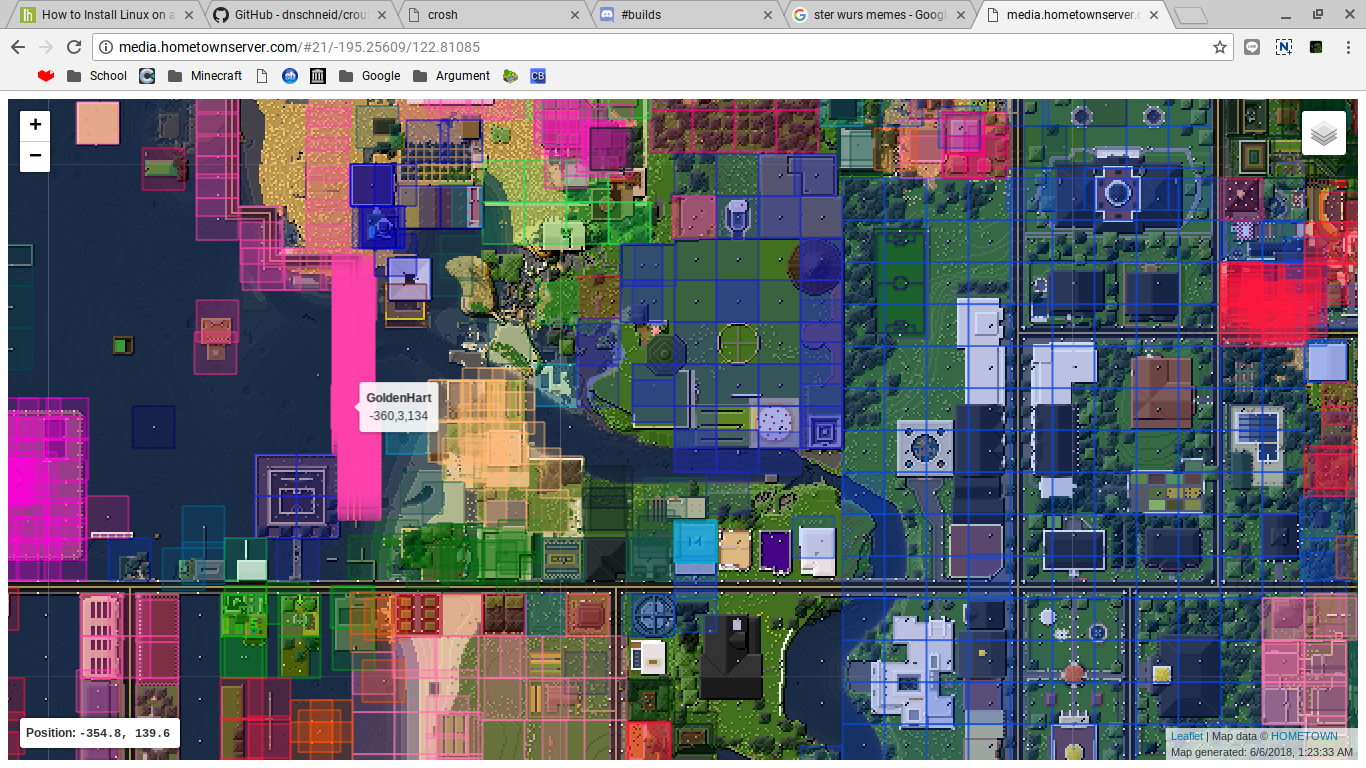 How to Install Linux on a
GitHub - dnschneid/crou
crosh
#builds
ster wurs memes - Googl
media.hometownserver.c
media.hometownserver.com/#21/-195.25609/122.81085
School
Minecraft
Google
Argument
CB
+
−
GoldenHart
-360,3,134
14
Position: -354.8, 139.6
Leaflet | Map data © HOMETOWN
Map generated: 6/6/2018, 1:23:33 AM